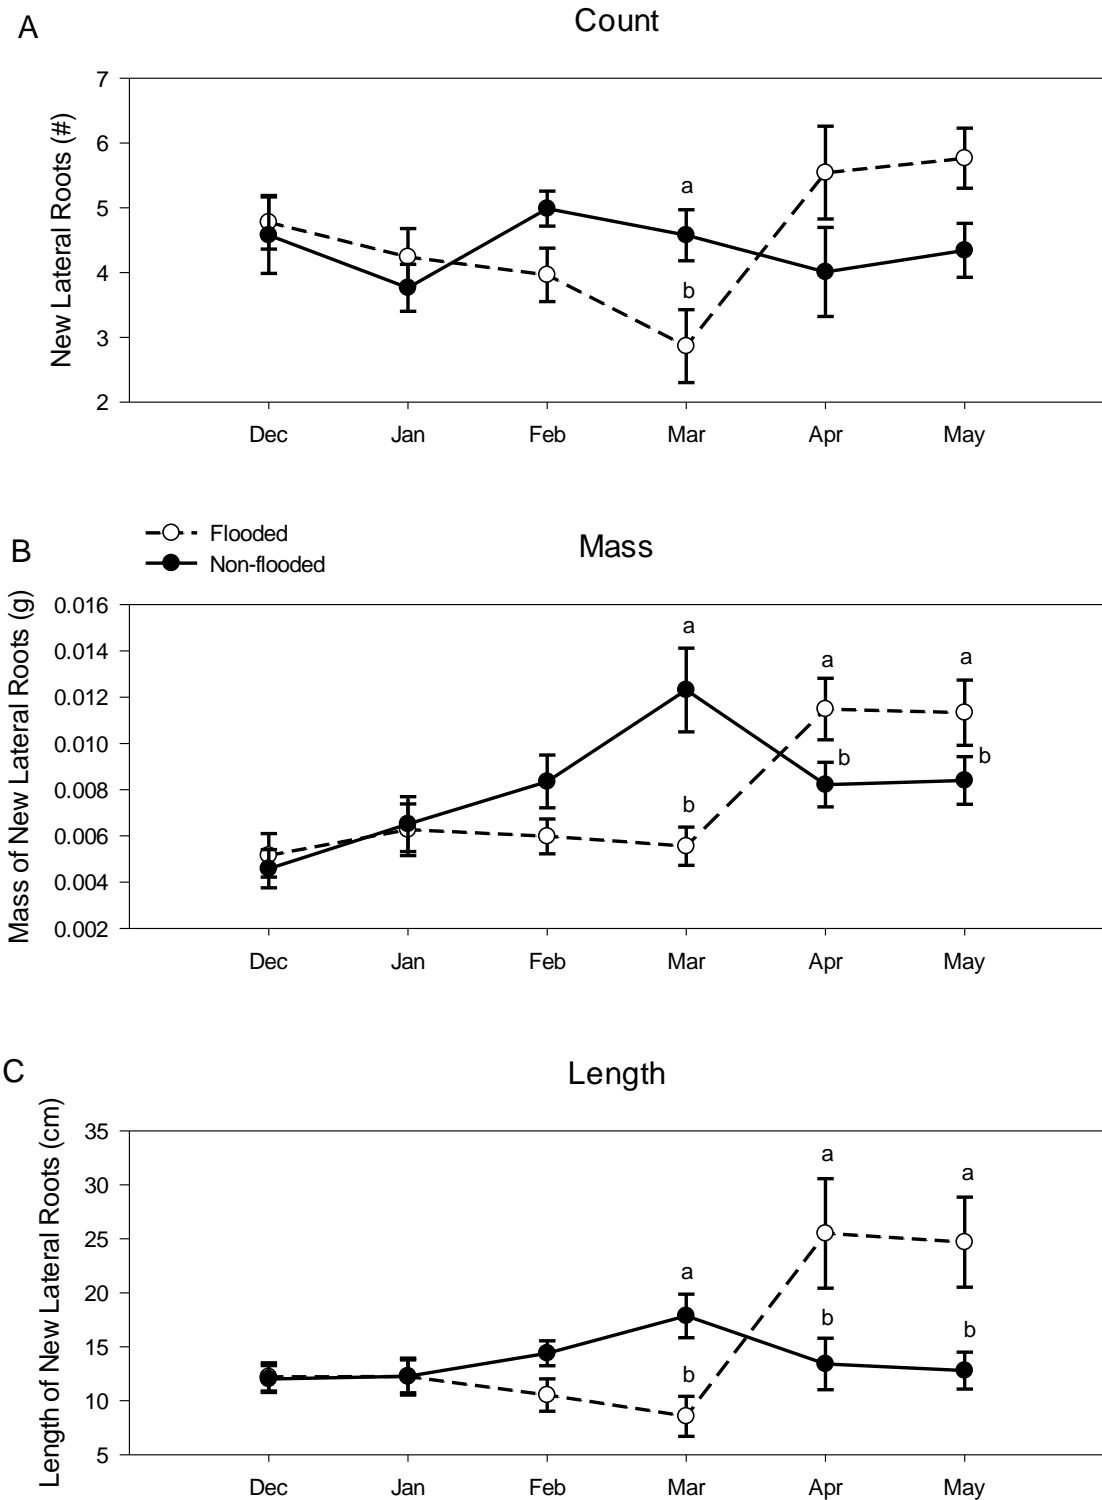 A
Count
New Lateral Roots (#)
7
6
5
4
3
2
a
b
Dec Jan Feb Mar Apr May
Flooded
Non-flooded
B
Mass
Mass of New Lateral Roots (g)
0.016
0.014
0.012
0.010
0.008
0.006
0.004
0.002
a
a
a
b
b
b
Dec Jan Feb Mar Apr May
C
Length
Length of New Lateral Roots (cm)
35
30
25
20
15
10
5
a
a
a
b
b
b
Dec Jan Feb Mar Apr May